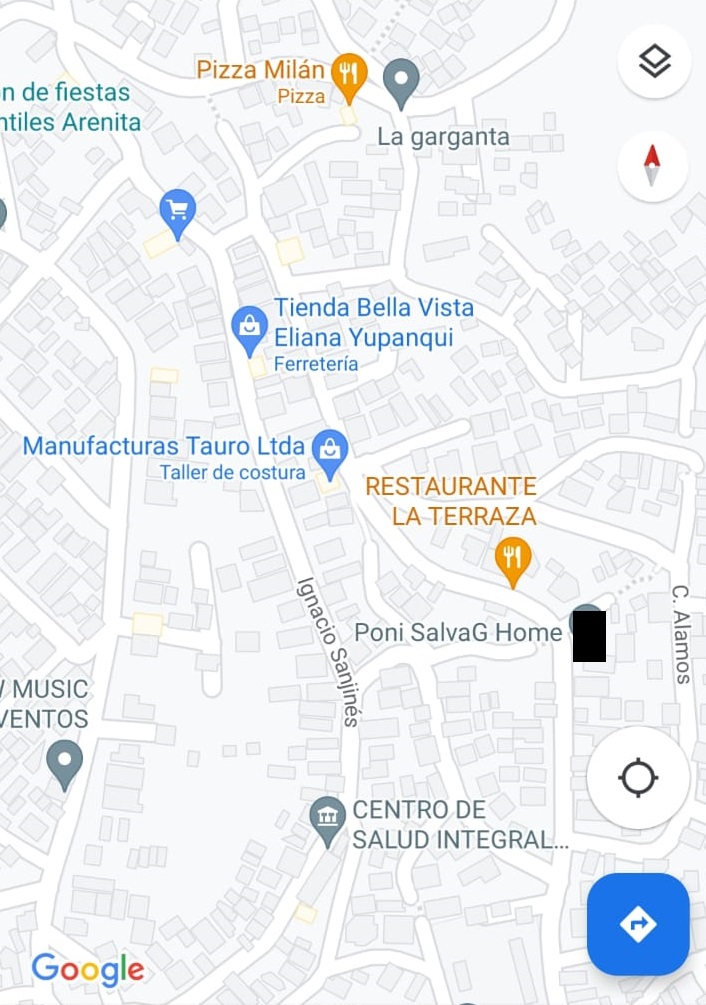 Pizza Milán
Pizza
n de fiestas
ntiles Arenita
La garganta
Tienda Bella Vista
Eliana Yupanqui
Ferretería
Manufacturas Tauro Ltda
Taller de costura
RESTAURANTE
LA TERRAZA
Ignacio Sanjinés
C. Alamos
Poni SalvaG Home
MUSIC
VENTOS
CENTRO DE
SALUD INTEGRAL...
Google